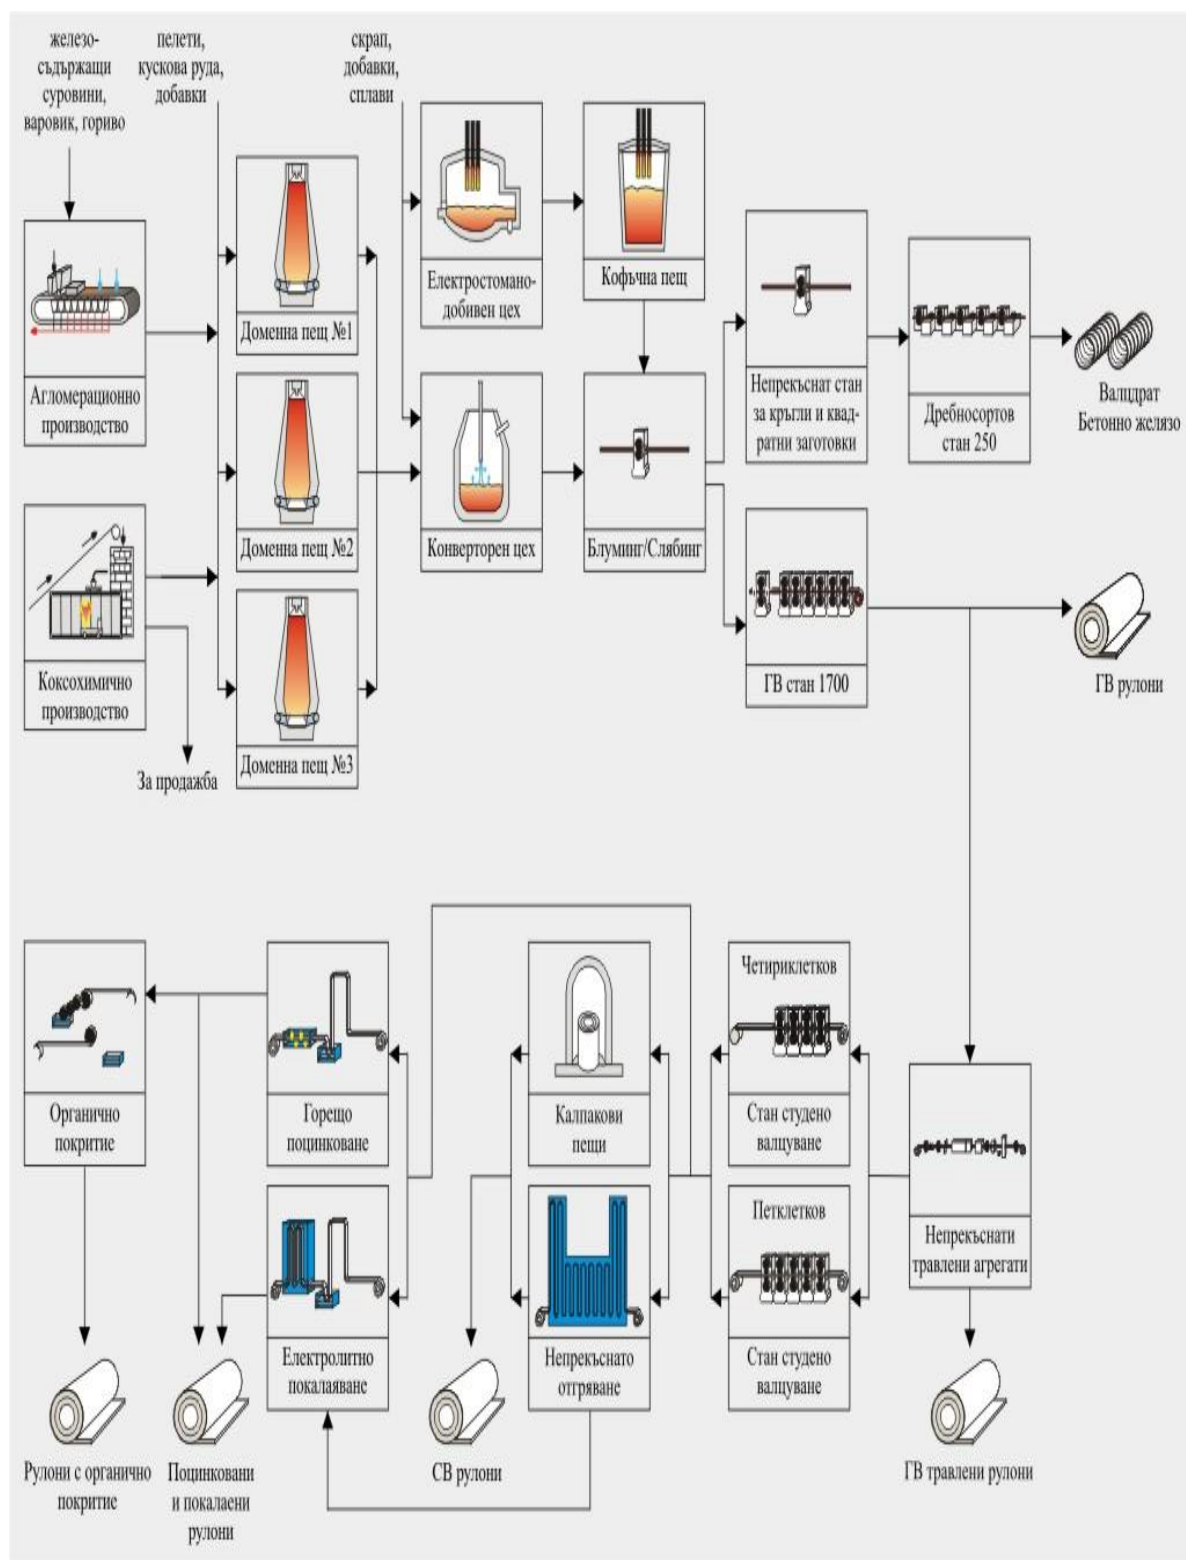 железо-
съдържащи
суровини,
варовик, гориво
пелети,
кускова руда,
добавки
скрап,
добавки,
сплави
Агломерационно
производство
Коксохимично
производство
За продажба
Доменна пещ №1
Доменна пещ №2
Доменна пещ №3
Електростомано-
добивен цех
Кофъчна пещ
Конверторен цех
Блуминг/Слябинг
Непрекъснат стан
за кръгли и квад-
ратни заготовки
Дребносортов
стан 250
Валцдрат
Бетонно желязо
ГВ стан 1700
ГВ рулони
Органично
покритие
Горещо
поцинковане
Калпакови
пещи
Четириклетков
Стан студено
валцуване
Непрекъснати
травлени агрегати
Електролитно
покалаяване
Непрекъснато
отгряване
Петклетков
Стан студено
валцуване
Рулони с органично
покритие
Поцинковани
и покалаени
рулони
СВ рулони
ГВ травлени рулони